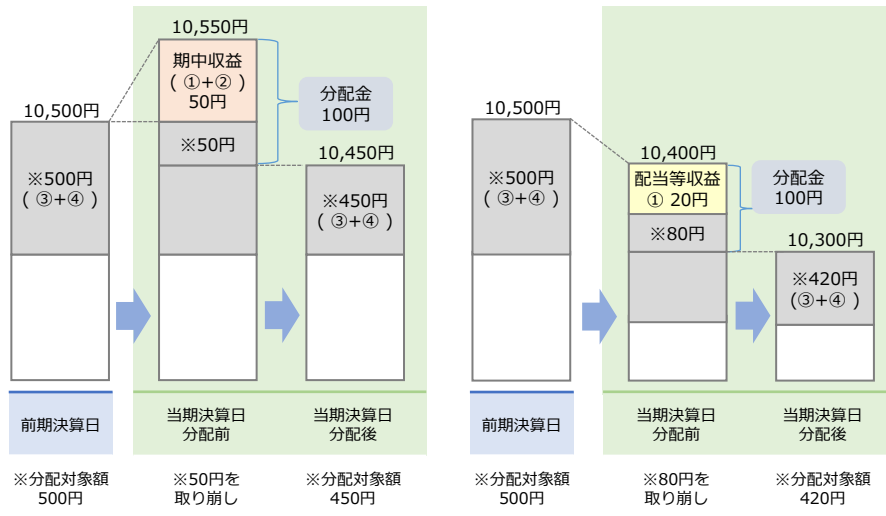 10,550円
期中収益
( ①+② )
50円
分配金
100円
10,500円
※50円
※500円
( ③+④ )
10,450円
※450円
( ③+④ )
前期決算日
当期決算日
分配前
当期決算日
分配後
※分配対象額
500円
※50円を
取り崩し
※分配対象額
450円
10,500円
※500円
( ③+④ )
10,400円
配当等収益
① 20円
分配金
100円
※80円
10,300円
※420円
(③+④ )
前期決算日
当期決算日
分配前
当期決算日
分配後
※分配対象額
500円
※80円を
取り崩し
※分配対象額
420円